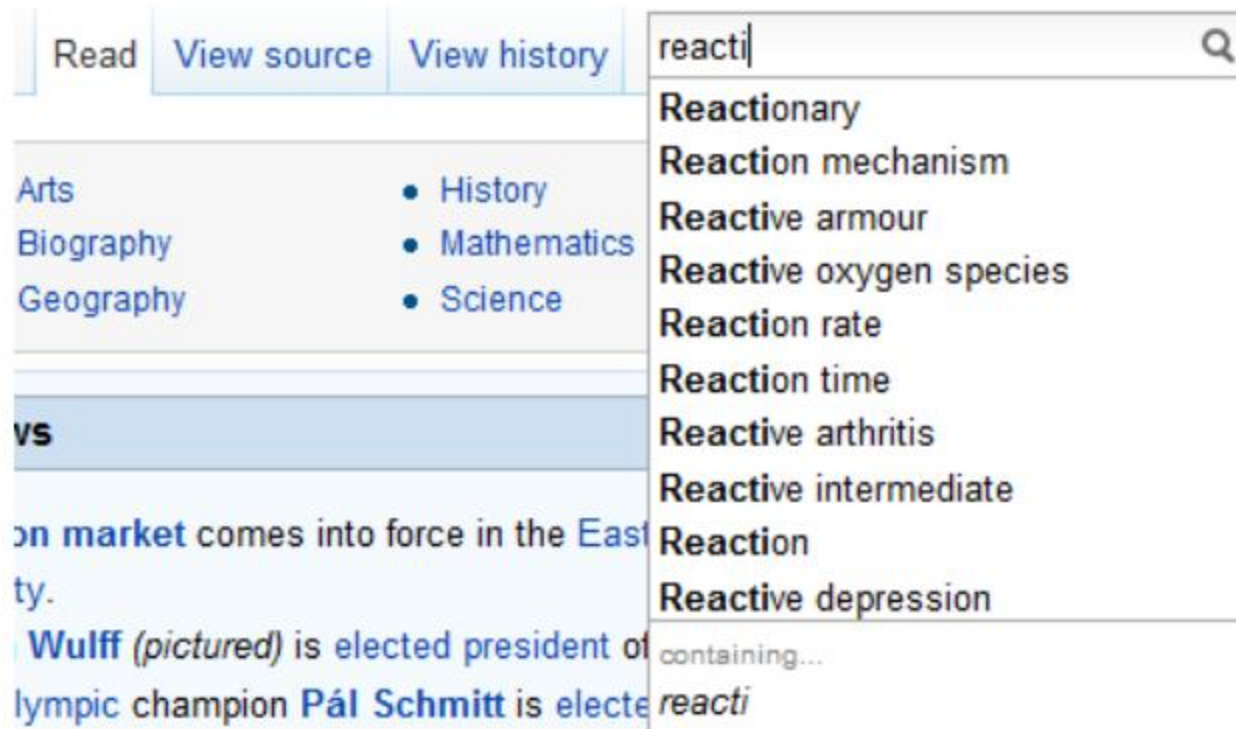 Read View source View history
reacti
Arts • History
Biography • Mathematics
Geography • Science
on market comes into force in the East
ty.
Wulff (pictured) is elected president of
lympic champion Pál Schmitt is electe
Reactionary
Reaction mechanism
Reactive armour
Reactive oxygen species
Reaction rate
Reaction time
Reactive arthritis
Reactive intermediate
Reaction
Reactive depression
containing...
reacti